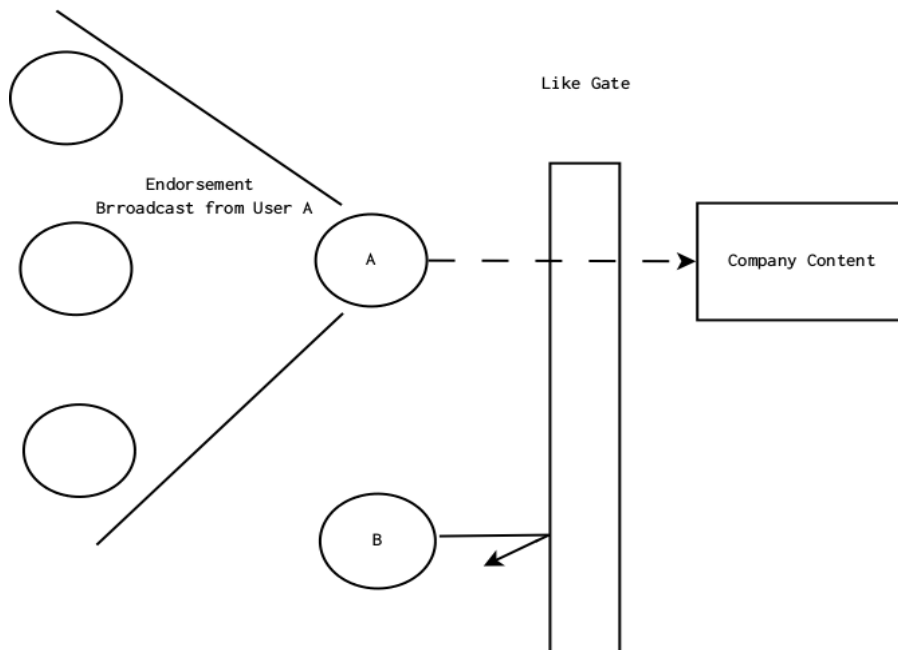 Like Gate
Endorsement
Brroadcast from User A
A
Company Content
B